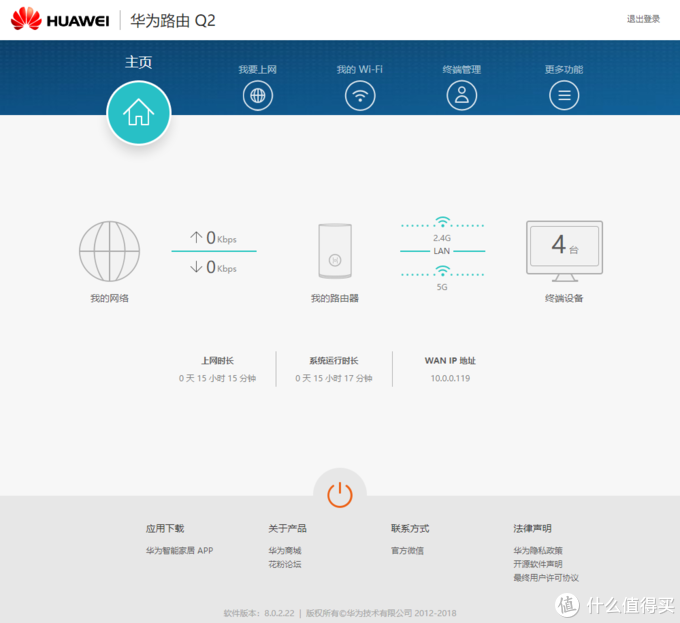 HUAWEI 华为路由 Q2
退出登录
主页
我要上网
我的 Wi-Fi
终端管理
更多功能
0 Kbps
0 Kbps
2.4G
LAN
5G
4 台
我的网络
我的路由器
终端设备
上网时长
0 天 15 小时 15 分钟
系统运行时长
0 天 15 小时 17 分钟
WAN IP 地址
10.0.0.119
应用下载
华为智能家居 APP
关于产品
华为商城
花粉论坛
联系方式
官方微信
法律声明
华为隐私政策
开源软件声明
最终用户许可协议
软件版本：8.0.2.22 | 版权所有©华为技术有限公司 2012-2018
值 什么值得买